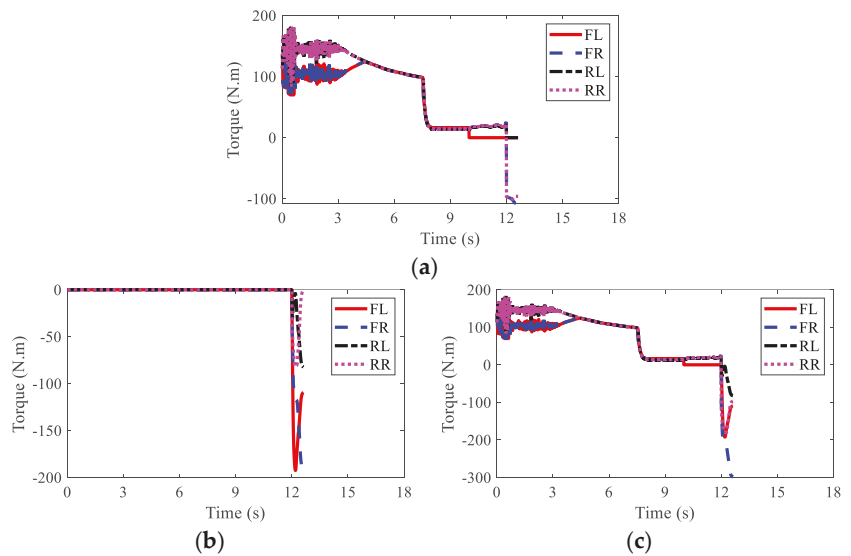 200
100
0
-100
Torque (N.m)
FL
FR
RL
RR
0 3 6 9 12 15 18
Time (s)
(a)
0
-50
-100
-150
-200
Torque (N.m)
FL
FR
RL
RR
0 3 6 9 12 15 18
Time (s)
(b)
200
100
0
-100
-200
-300
Torque (N.m)
FL
FR
RL
RR
0 3 6 9 12 15 18
Time (s)
(c)